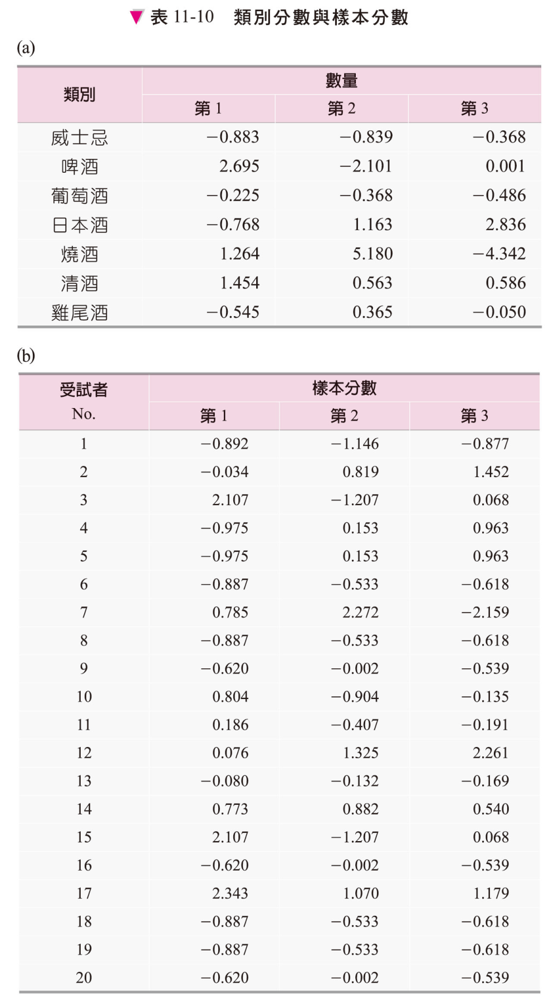 ▼ 表 11-10 類別分數與樣本分數
(a)
類別 數量
第 1 第 2 第 3
威士忌 −0.883 −0.839 −0.368
啤酒 2.695 −2.101 0.001
葡萄酒 −0.225 −0.368 −0.486
日本酒 −0.768 1.163 2.836
燒酒 1.264 5.180 −4.342
清酒 1.454 0.563 0.586
雞尾酒 −0.545 0.365 −0.050
(b)
受試者 No. 樣本分數
第 1 第 2 第 3
1 −0.892 −1.146 −0.877
2 −0.034 0.819 1.452
3 2.107 −1.207 0.068
4 −0.975 0.153 0.963
5 −0.975 0.153 0.963
6 −0.887 −0.533 −0.618
7 0.785 2.272 −2.159
8 −0.887 −0.533 −0.618
9 −0.620 −0.002 −0.539
10 0.804 −0.904 −0.135
11 0.186 −0.407 −0.191
12 0.076 1.325 2.261
13 −0.080 −0.132 −0.169
14 0.773 0.882 0.540
15 2.107 −1.207 0.068
16 −0.620 −0.002 −0.539
17 2.343 1.070 1.179
18 −0.887 −0.533 −0.618
19 −0.887 −0.533 −0.618
20 −0.620 −0.002 −0.539